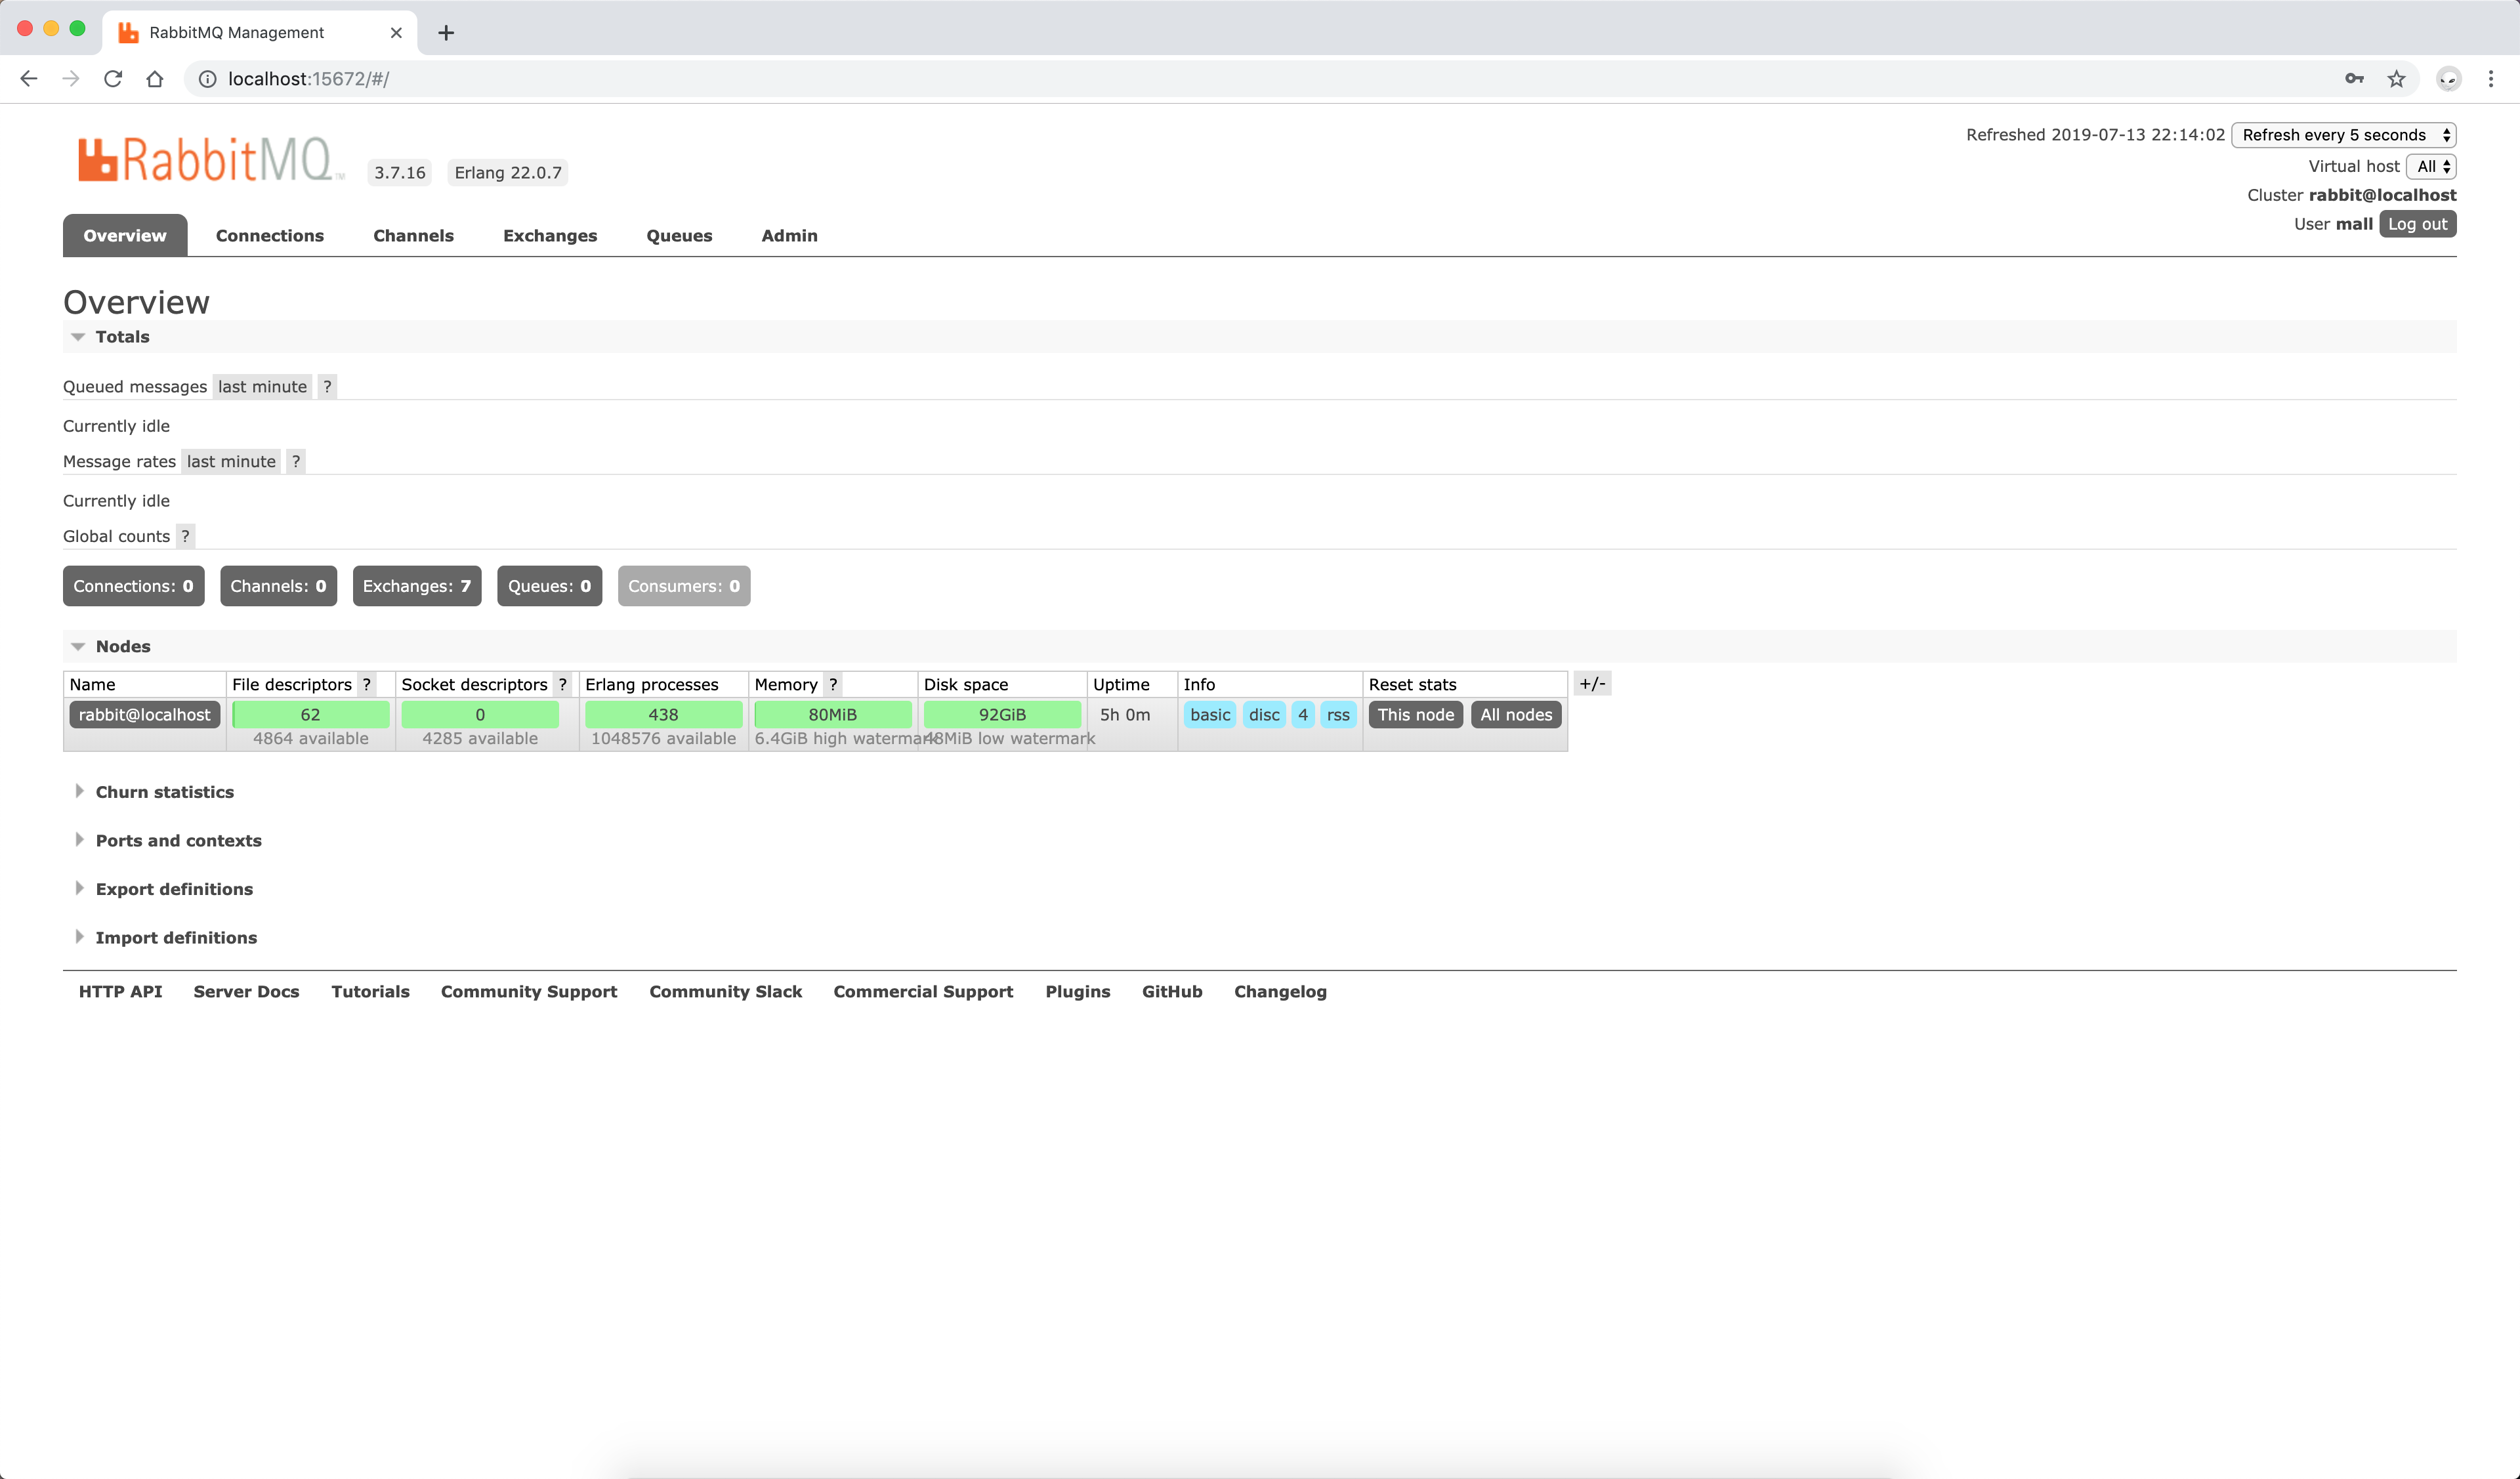 RabbitMQ Management
localhost:15672/#/
RabbitMQ TM 3.7.16 Erlang 22.0.7
Refreshed 2019-07-13 22:14:02 Refresh every 5 seconds
Virtual host All
Cluster rabbit@localhost
User mall Log out
Overview Connections Channels Exchanges Queues Admin
Overview
Totals
Queued messages last minute ?
Currently idle
Message rates last minute ?
Currently idle
Global counts ?
Connections: 0 Channels: 0 Exchanges: 7 Queues: 0 Consumers: 0
Nodes
Name File descriptors ? Socket descriptors ? Erlang processes Memory ? Disk space Uptime Info Reset stats +/-
rabbit@localhost 62 0 438 80MiB 92GiB 5h 0m basic disc 4 rss This node All nodes
4864 available 4285 available 1048576 available 6.4GiB high watermark 48MiB low watermark
Churn statistics
Ports and contexts
Export definitions
Import definitions
HTTP API Server Docs Tutorials Community Support Community Slack Commercial Support Plugins GitHub Changelog